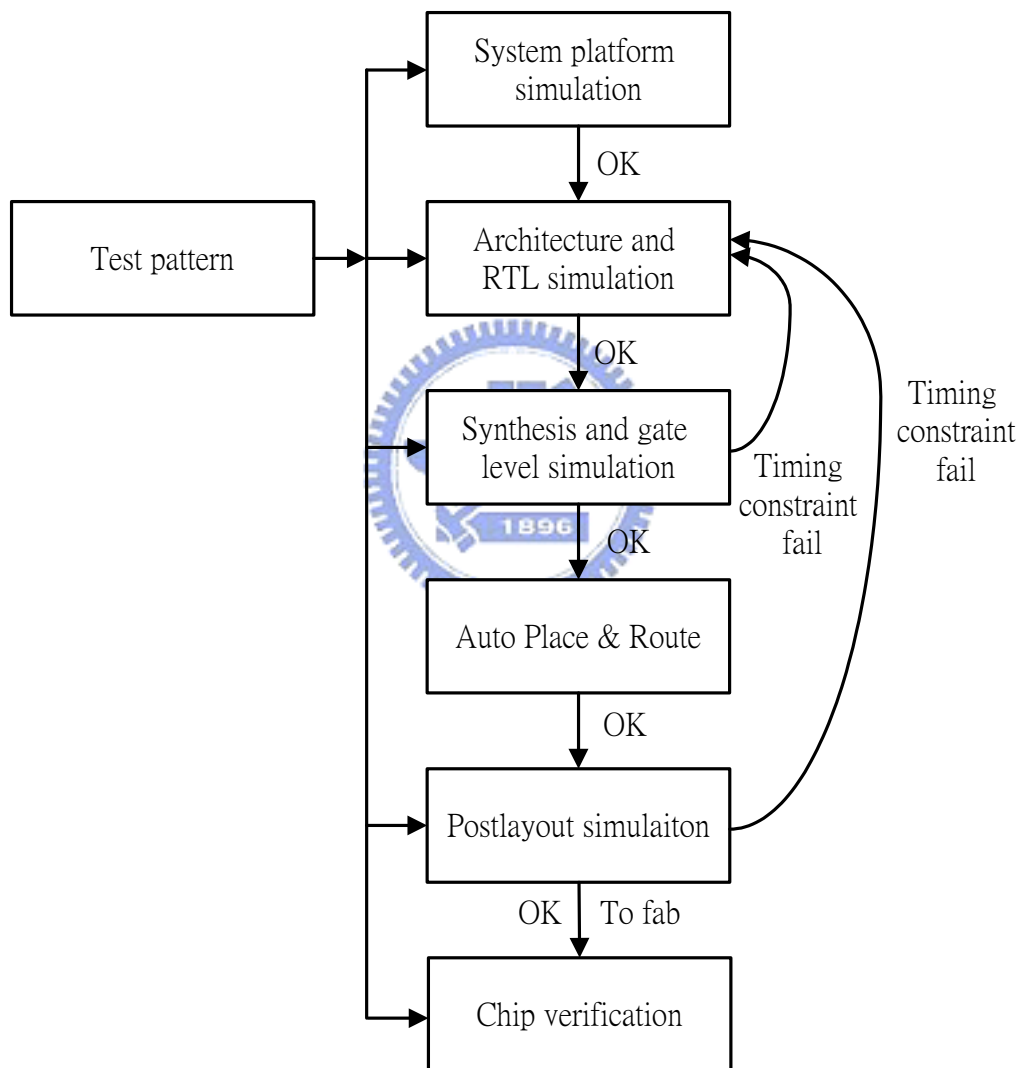 System platform
simulation
OK
Test pattern
Architecture and
RTL simulation
OK
Synthesis and gate
level simulation
Timing
constraint
fail
Timing
constraint
fail
1896
OK
Auto Place & Route
OK
Postlayout simulaiton
OK To fab
Chip verification